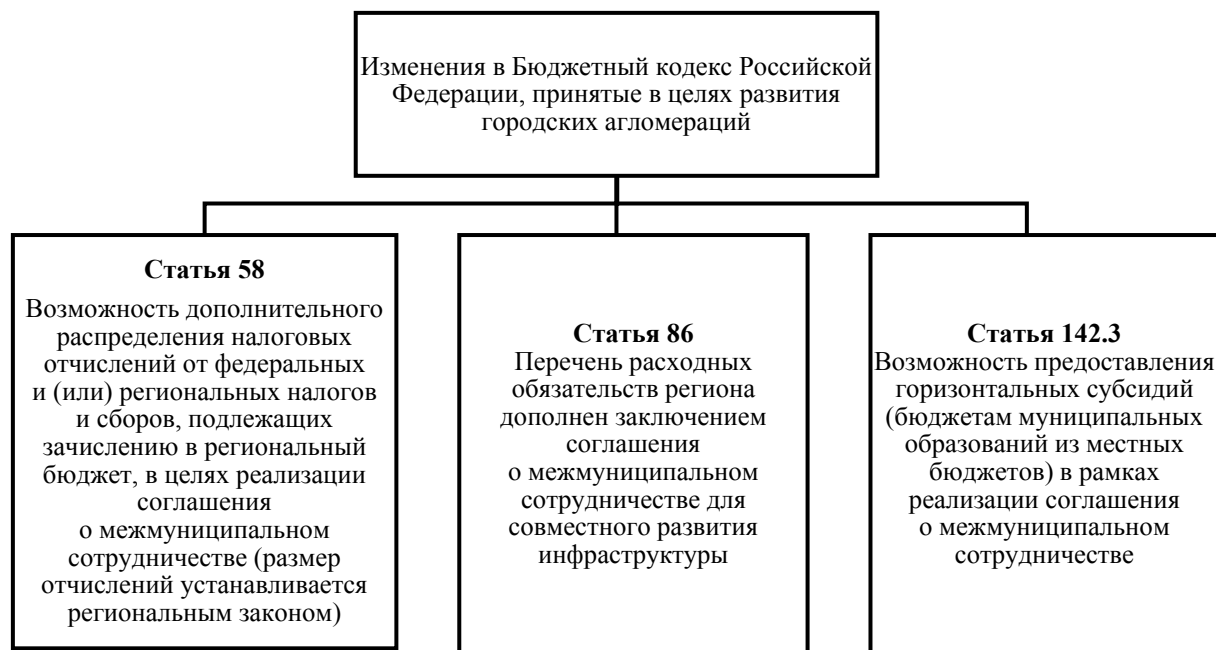 Изменения в Бюджетный кодекс Российской
Федерации, принятые в целях развития
городских агломераций
Статья 58
Возможность дополнительного
распределения налоговых
отчислений от федеральных
и (или) региональных налогов
и сборов, подлежащих
зачислению в региональный
бюджет, в целях реализации
соглашения
о межмуниципальном
сотрудничестве (размер
отчислений устанавливается
региональным законом)
Статья 86
Перечень расходных
обязательств региона
дополнен заключением
соглашения
о межмуниципальном
сотрудничестве для
совместного развития
инфраструктуры
Статья 142.3
Возможность предоставления
горизонтальных субсидий
(бюджетам муниципальных
образований из местных
бюджетов) в рамках
реализации соглашения
о межмуниципальном
сотрудничестве